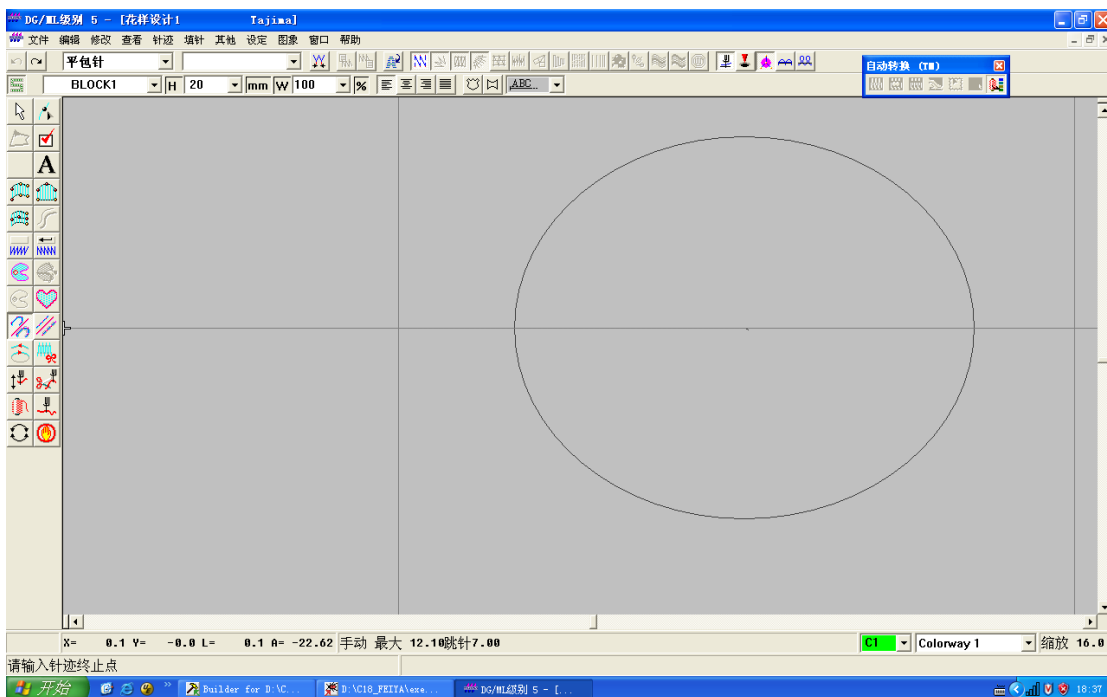 DG/ML级别 5 - [花样设计1 Tajima]
文件 编辑 修改 查看 针迹 填针 其他 设定 图象 窗口 帮助
平包针
自动转换 (TM)
BLOCK1 H 20 mm W 100 % ABC...
A
X= 0.1 Y= -0.0 L= 0.1 A= -22.62 手动 最大 12.10跳针7.00 C1 Colorway 1 缩放 16.0
请输入针迹终止点
开始 Builder for D:\C... D:\C18_FEITA\exe... DG/ML级别 5 - [... 18:37